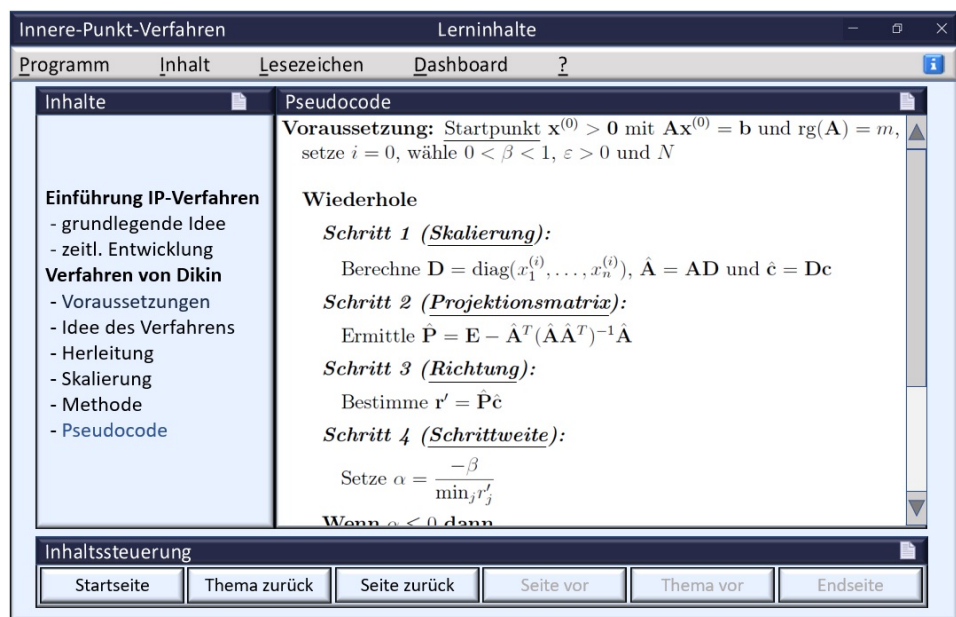 Innere-Punkt-Verfahren Lerninhalte
Programm Inhalt Lesezeichen Dashboard ?
Inhalte
Einführung IP-Verfahren
- grundlegende Idee
- zeitl. Entwicklung
Verfahren von Dikin
- Voraussetzungen
- Idee des Verfahrens
- Herleitung
- Skalierung
- Methode
- Pseudocode
Pseudocode
Voraussetzung: Startpunkt x^(0) > 0 mit Ax^(0) = b und rg(A) = m,
setze i = 0, wähle 0 < β < 1, ε > 0 und N
Wiederhole
Schritt 1 (Skalierung):
Berechne D = diag(x_1^(i), . . . , x_n^(i)), Â = AD und ĉ = Dc
Schritt 2 (Projektionsmatrix):
Ermittle P̂ = E − Â^T(ÂÂ^T)^−1Â
Schritt 3 (Richtung):
Bestimme r′ = P̂ĉ
Schritt 4 (Schrittweite):
Setze α = −β / min_j r′_j
Wenn α ≤ 0 dann
Inhaltssteuerung
Startseite Thema zurück Seite zurück Seite vor Thema vor Endseite